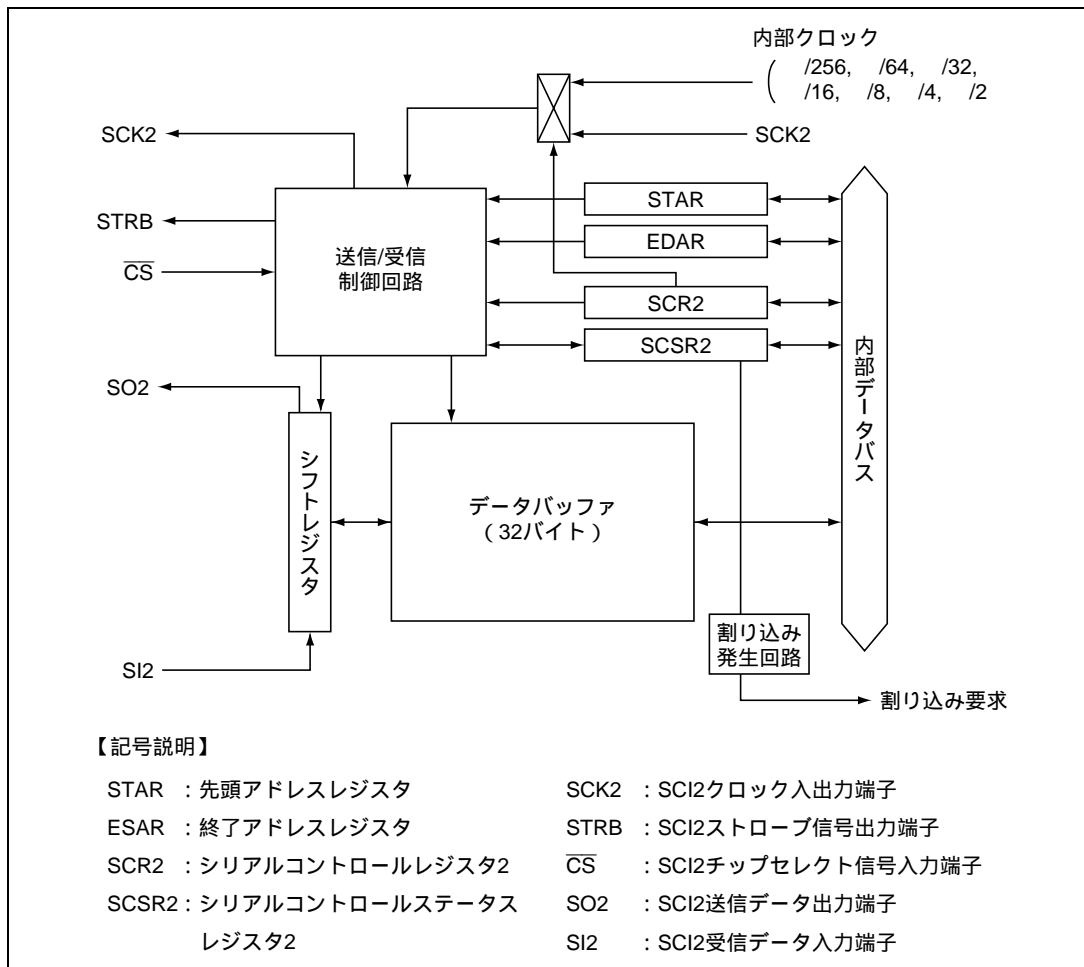 内部クロック
( /256, /64, /32,
/16, /8, /4, /2
SCK2
SCK2
STAR
STRB
EDAR
送信/受信
制御回路
CS
SCR2
SCSR2
内部データバス
SO2
シフトレジスタ
データバッファ
(32バイト)
割り込み
発生回路
SI2
割り込み要求
【記号説明】
STAR :先頭アドレスレジスタ
ESAR :終了アドレスレジスタ
SCR2 :シリアルコントロールレジスタ2
SCSR2:シリアルコントロールステータス
レジスタ2
SCK2 :SCI2クロック入出力端子
STRB :SCI2ストローブ信号出力端子
CS :SCI2チップセレクト信号入力端子
SO2 :SCI2送信データ出力端子
SI2 :SCI2受信データ入力端子